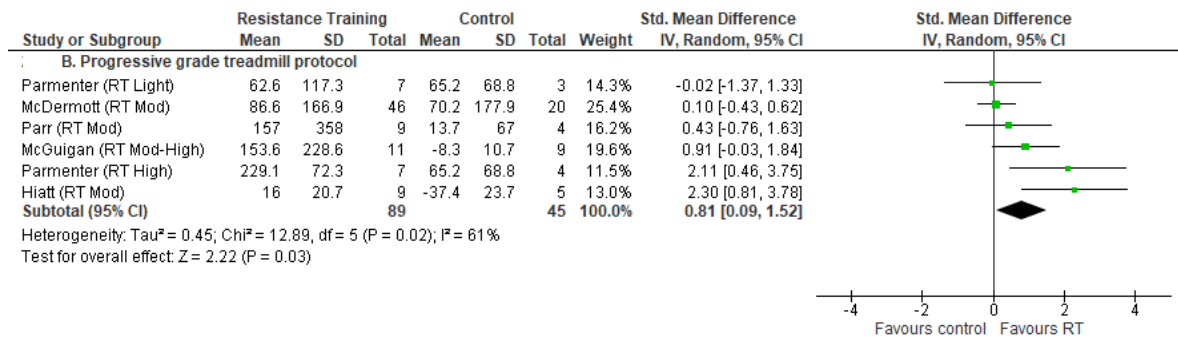 Resistance Training Control Std. Mean Difference Std. Mean Difference
Study or Subgroup Mean SD Total Mean SD Total Weight IV, Random, 95% CI IV, Random, 95% CI
B. Progressive grade treadmill protocol
Parmenter (RT Light) 62.6 117.3 7 65.2 68.8 3 14.3% -0.02 [-1.37, 1.33]
McDermott (RT Mod) 86.6 166.9 46 70.2 177.9 20 25.4% 0.10 [-0.43, 0.62]
Parr (RT Mod) 157 358 9 13.7 67 4 16.2% 0.43 [-0.76, 1.63]
McGuigan (RT Mod-High) 153.6 228.6 11 -8.3 10.7 9 19.6% 0.91 [-0.03, 1.84]
Parmenter (RT High) 229.1 72.3 7 65.2 68.8 4 11.5% 2.11 [0.46, 3.75]
Hiatt (RT Mod) 16 20.7 9 -37.4 23.7 5 13.0% 2.30 [0.81, 3.78]
Subtotal (95% CI) 89 45 100.0% 0.81 [0.09, 1.52]
Heterogeneity: Tau² = 0.45; Chi² = 12.89, df = 5 (P = 0.02); I² = 61%
Test for overall effect: Z = 2.22 (P = 0.03)
-4 -2 0 2 4
Favours control Favours RT